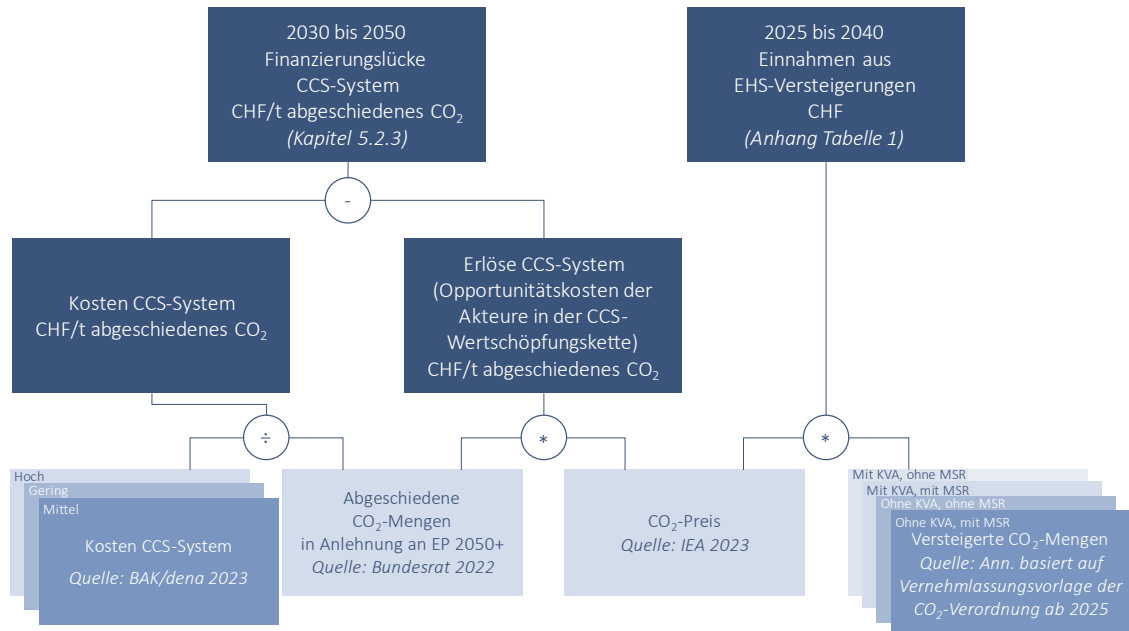 2030 bis 2050
Finanzierungslücke
CCS-System
CHF/t abgeschiedenes CO₂
(Kapitel 5.2.3)
2025 bis 2040
Einnahmen aus
EHS-Versteigerungen
CHF
(Anhang Tabelle 1)
-
Kosten CCS-System
CHF/t abgeschiedenes CO₂
Erlöse CCS-System
(Opportunitätskosten der
Akteure in der CCS-
Wertschöpfungskette)
CHF/t abgeschiedenes CO₂
÷
*
*
Hoch
Gering
Mittel
Kosten CCS-System
Quelle: BAK/dena 2023
Abgeschiedene
CO₂-Mengen
in Anlehnung an EP 2050+
Quelle: Bundesrat 2022
CO₂-Preis
Quelle: IEA 2023
Mit KVA, ohne MSR
Mit KVA, mit MSR
Ohne KVA, ohne MSR
Ohne KVA, mit MSR
Versteigerte CO₂-Mengen
Quelle: Ann. basiert auf
Vernehmlassungsvorlage der
CO₂-Verordnung ab 2025